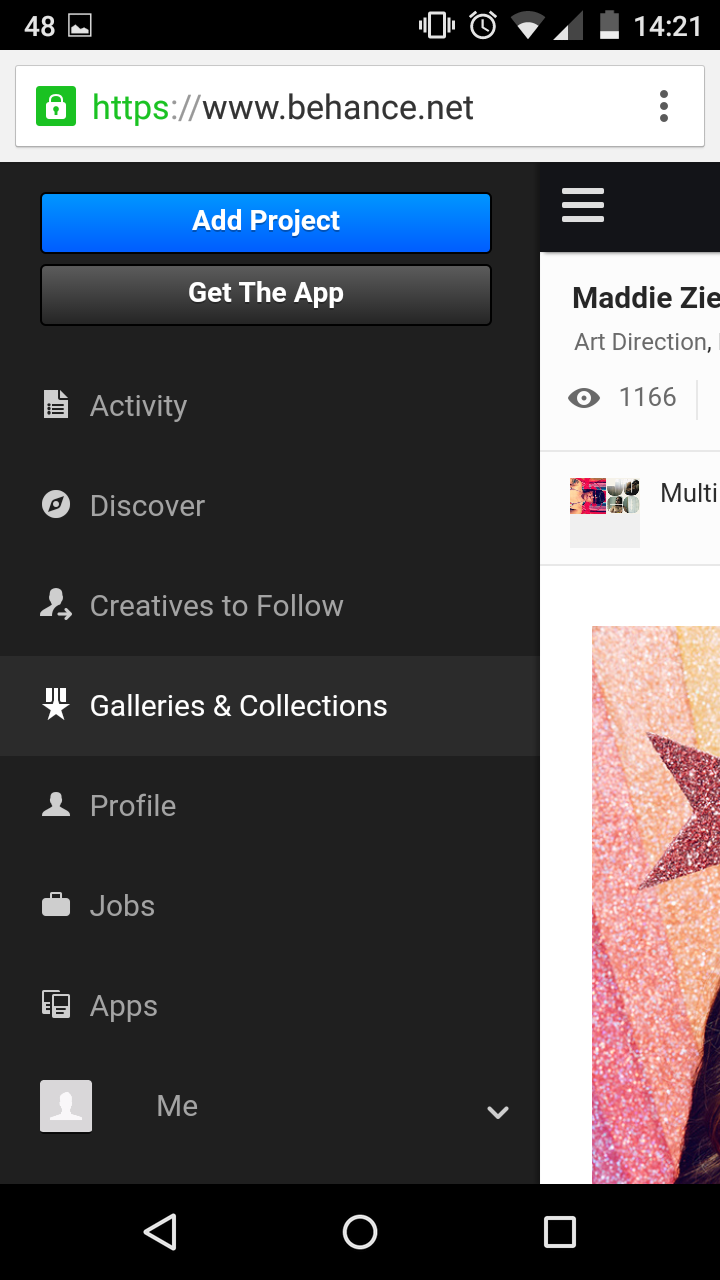 48
14:21
https://www.behance.net
Add Project
Get The App
Activity
Discover
Creatives to Follow
Galleries & Collections
Profile
Jobs
Apps
Me
Maddie Zie
Art Direction,
1166
Multi